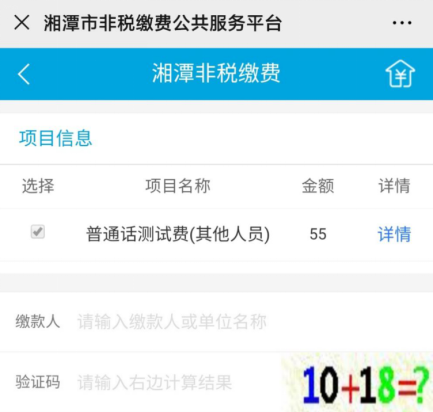 湘潭市非税缴费公共服务平台
湘潭非税缴费
项目信息
选择 项目名称 金额 详情
普通话测试费(其他人员) 55 详情
缴款人 请输入缴款人或单位名称
验证码 请输入右边计算结果 10+18=?